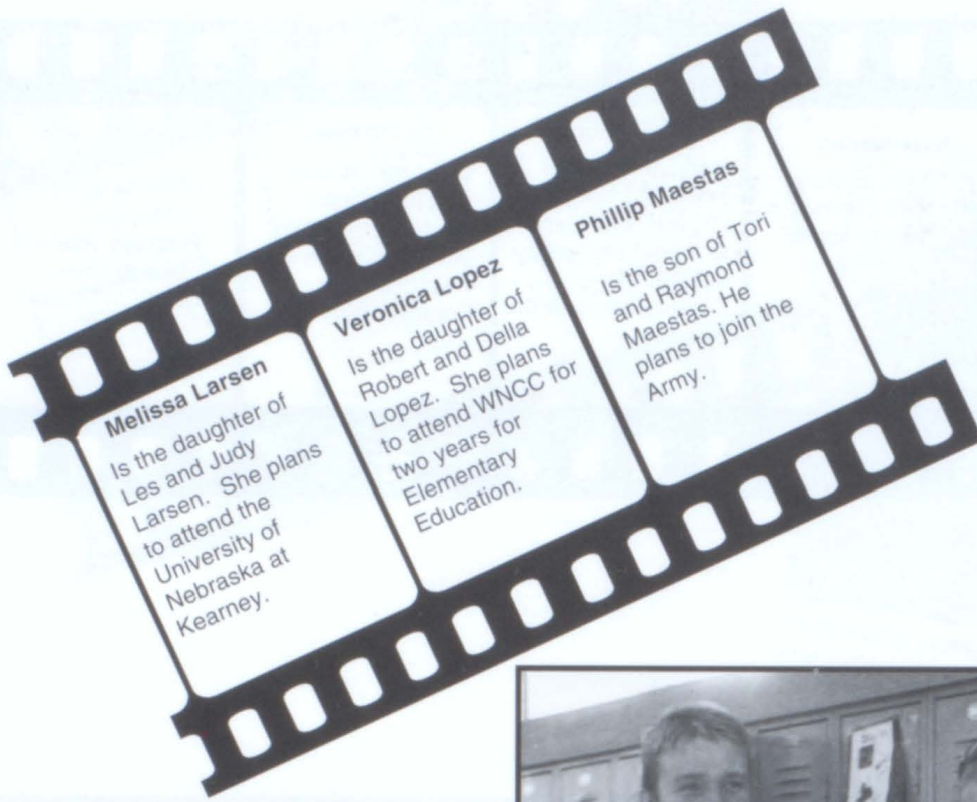 Melissa Larsen
Is the daughter of
Les and Judy
Larsen. She plans
to attend the
University of
Nebraska at
Kearney.
Veronica Lopez
Is the daughter of
Robert and Della
Lopez. She plans
to attend WNCC for
two years for
Elementary
Education.
Phillip Maestas
Is the son of Tori
and Raymond
Maestas. He
plans to join the
Army.